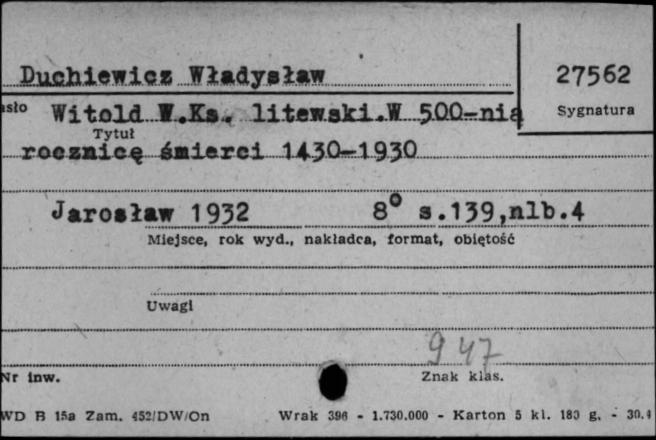 Duchiewicz Władysław 27562
asło Witold W.Ks. litewski.W 500-nią Sygnatura
Tytuł
rocznicę śmierci 1430-1930
Jarosław 1932 8° s.139,nlb.4
Miejsce, rok wyd., nakładca, format, objętość
Uwagi
947
Nr inw. Znak klas.
WD B 15a Zam. 452/DW/On Wrak 396 - 1.730.000 - Karton 5 kl. 180 g. - 30.4